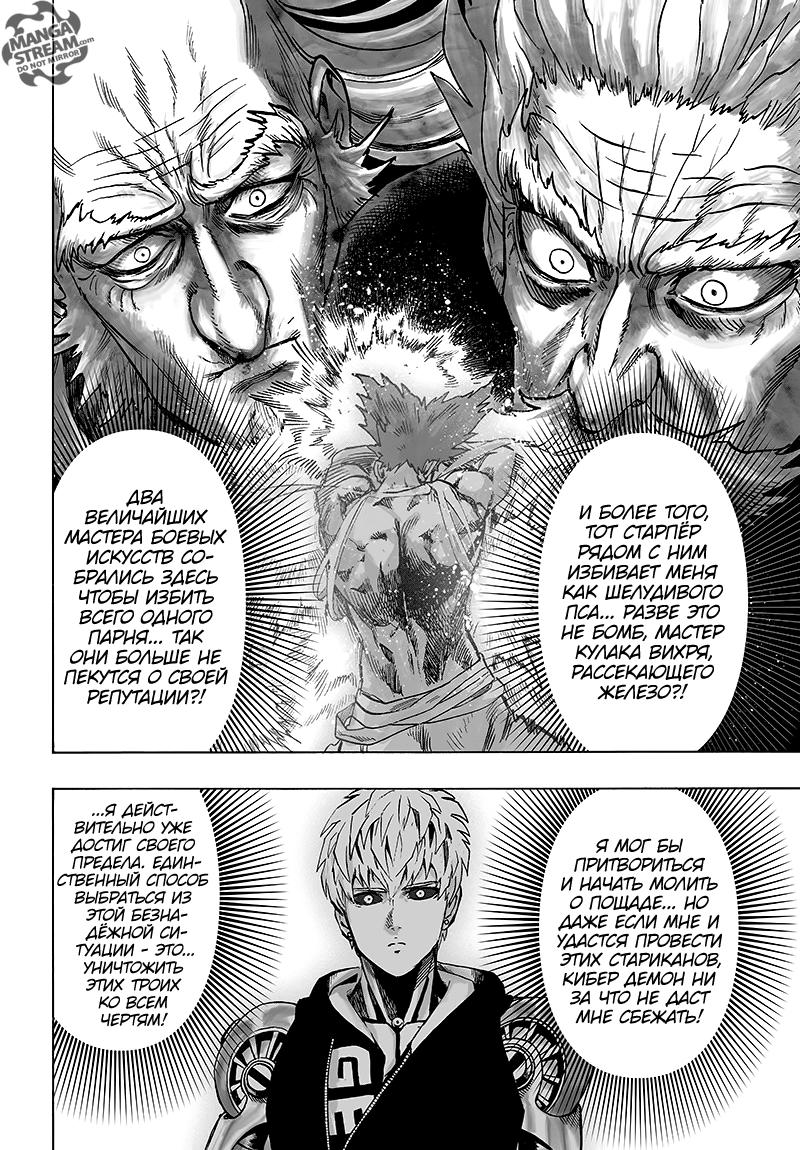 MANGA
STREAM.com
DO NOT MIRROR
И БОЛЕЕ ТОГО,
ТОТ СТАРПЁР
РЯДОМ С НИМ
ИЗБИВАЕТ МЕНЯ
КАК ШЕЛУДИВОГО
ПСА... РАЗВЕ ЭТО
НЕ БОМБ, МАСТЕР
КУЛАКА ВИХРЯ,
РАССЕКАЮЩЕГО
ЖЕЛЕЗО?!
ДВА
ВЕЛИЧАЙШИХ
МАСТЕРА БОЕВЫХ
ИСКУССТВ СО-
БРАЛИСЬ ЗДЕСЬ
ЧТОБЫ ИЗБИТЬ
ВСЕГО ОДНОГО
ПАРНЯ... ТАК
ОНИ БОЛЬШЕ НЕ
ПЕКУТСЯ О СВОЕЙ
РЕПУТАЦИИ?!
Я МОГ БЫ
ПРИТВОРИТЬСЯ
И НАЧАТЬ МОЛИТЬ
О ПОЩАДЕ... НО
ДАЖЕ ЕСЛИ МНЕ И
УДАСТСЯ ПРОВЕСТИ
ЭТИХ СТАРИКАНОВ,
КИБЕР ДЕМОН НИ
ЗА ЧТО НЕ ДАСТ
МНЕ СБЕЖАТЬ!
...Я ДЕЙСТ-
ВИТЕЛЬНО УЖЕ
ДОСТИГ СВОЕГО
ПРЕДЕЛА. ЕДИН-
СТВЕННЫЙ СПОСОБ
ВЫБРАТЬСЯ ИЗ
ЭТОЙ БЕЗНА-
ДЁЖНОЙ СИ-
ТУАЦИИ - ЭТО...
УНИЧТОЖИТЬ
ЭТИХ ТРОИХ
КО ВСЕМ
ЧЕРТЯМ!
GE